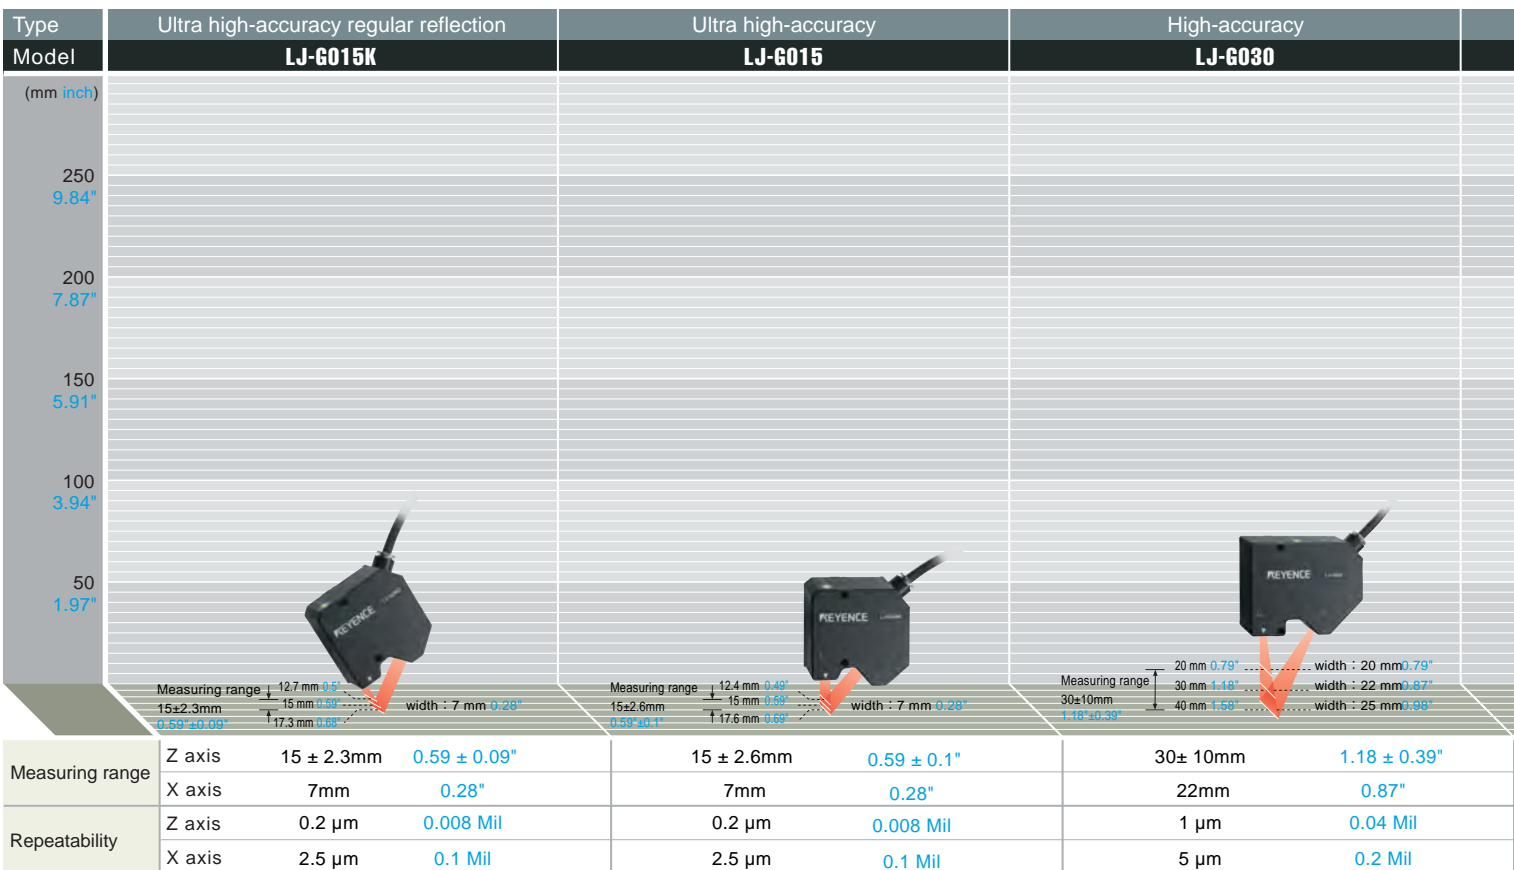 Type Ultra high-accuracy regular reflection Ultra high-accuracy High-accuracy
Model LJ-G015K LJ-G015 LJ-G030
(mm inch)
250
9.84"
200
7.87"
150
5.91"
100
3.94"
50
1.97"
KEYENCE
KEYENCE
KEYENCE
Measuring range
15±2.3mm
0.59"±0.09"
12.7 mm 0.5"
15 mm 0.59"
17.3 mm 0.68"
width : 7 mm 0.28"
Measuring range
15±2.6mm
0.59"±0.1"
12.4 mm 0.49"
15 mm 0.59"
17.6 mm 0.69"
width : 7 mm 0.28"
Measuring range
30±10mm
1.18"±0.39"
20 mm 0.79" width : 20 mm0.79"
30 mm 1.18" width : 22 mm0.87"
40 mm 1.58" width : 25 mm0.98"
Measuring range
Z axis 15 ± 2.3mm 0.59 ± 0.09" 15 ± 2.6mm 0.59 ± 0.1" 30± 10mm 1.18 ± 0.39"
X axis 7mm 0.28" 7mm 0.28" 22mm 0.87"
Repeatability
Z axis 0.2 µm 0.008 Mil 0.2 µm 0.008 Mil 1 µm 0.04 Mil
X axis 2.5 µm 0.1 Mil 2.5 µm 0.1 Mil 5 µm 0.2 Mil